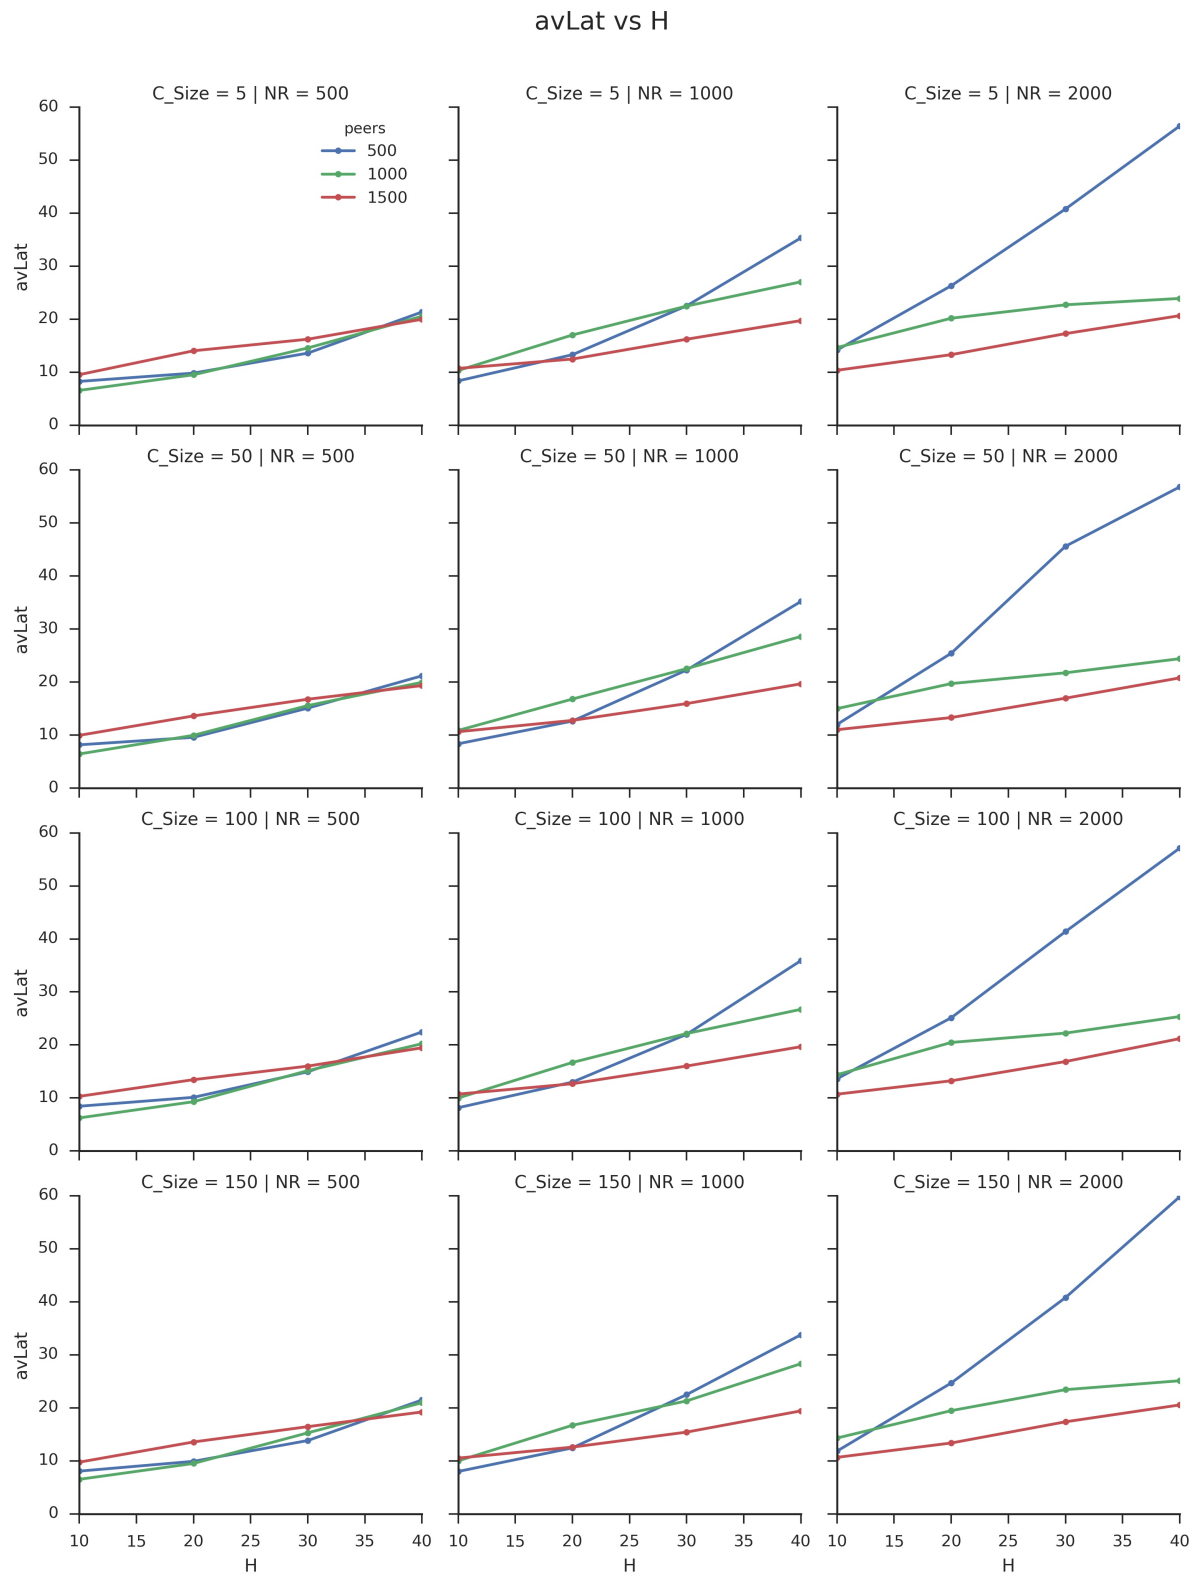 avLat vs H
C_Size = 5 | NR = 500
C_Size = 5 | NR = 1000
C_Size = 5 | NR = 2000
60
50
40
30
20
10
0
avLat
peers
500
1000
1500
C_Size = 50 | NR = 500
C_Size = 50 | NR = 1000
C_Size = 50 | NR = 2000
60
50
40
30
20
10
0
avLat
C_Size = 100 | NR = 500
C_Size = 100 | NR = 1000
C_Size = 100 | NR = 2000
60
50
40
30
20
10
0
avLat
C_Size = 150 | NR = 500
C_Size = 150 | NR = 1000
C_Size = 150 | NR = 2000
60
50
40
30
20
10
0
avLat
10 15 20 25 30 35 40
H
10 15 20 25 30 35 40
H
10 15 20 25 30 35 40
H